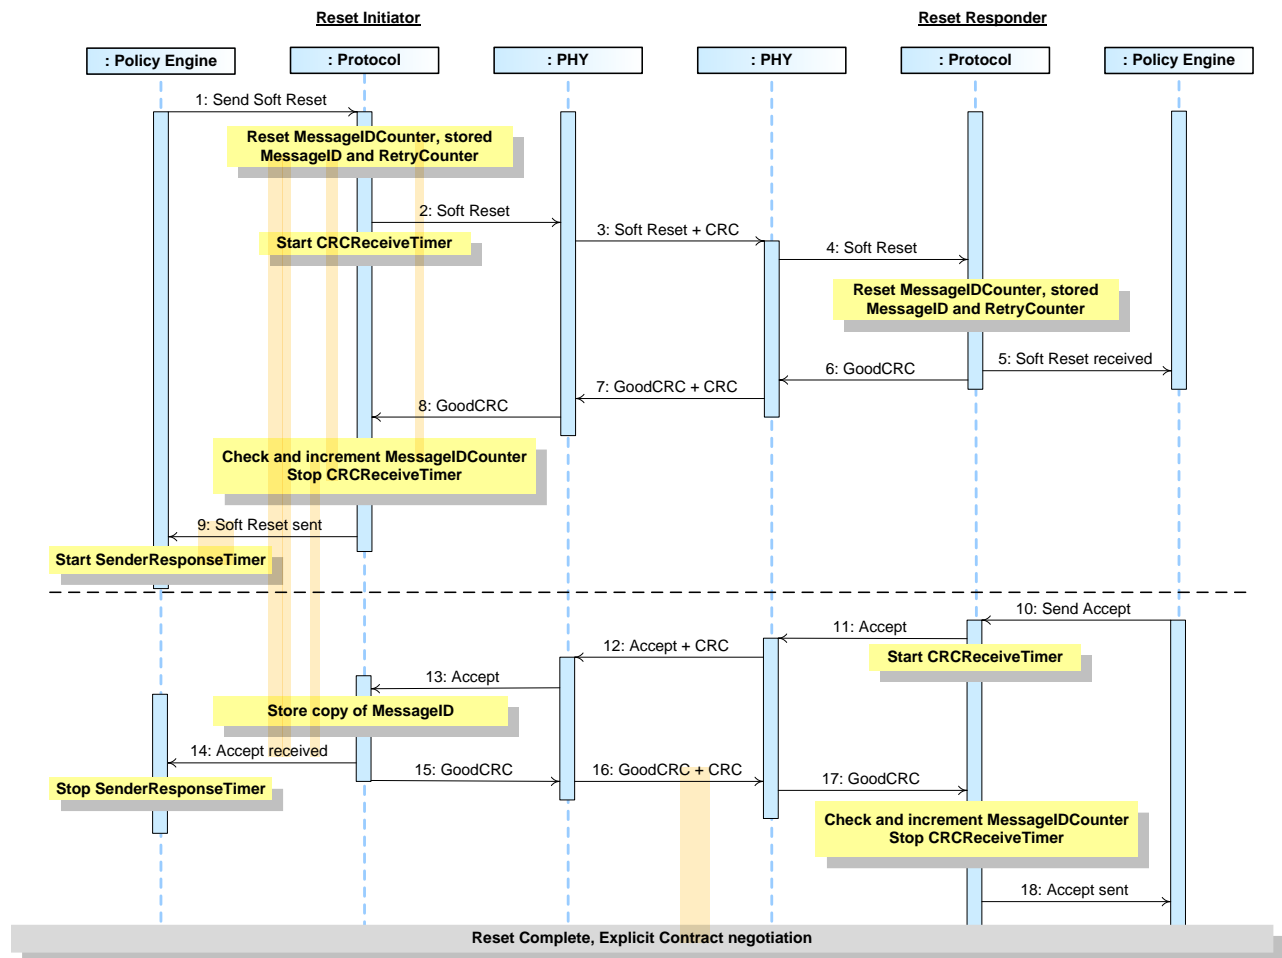 Reset Initiator
Reset Responder
: Policy Engine
: Protocol
: PHY
: PHY
: Protocol
: Policy Engine
1: Send Soft Reset
Reset MessageIDCounter, stored
MessageID and RetryCounter
2: Soft Reset
Start CRCReceiveTimer
3: Soft Reset + CRC
4: Soft Reset
Reset MessageIDCounter, stored
MessageID and RetryCounter
5: Soft Reset received
6: GoodCRC
7: GoodCRC + CRC
8: GoodCRC
Check and increment MessageIDCounter
Stop CRCReceiveTimer
9: Soft Reset sent
Start SenderResponseTimer
10: Send Accept
11: Accept
Start CRCReceiveTimer
12: Accept + CRC
13: Accept
Store copy of MessageID
14: Accept received
15: GoodCRC
16: GoodCRC + CRC
17: GoodCRC
Stop SenderResponseTimer
Check and increment MessageIDCounter
Stop CRCReceiveTimer
18: Accept sent
Reset Complete, Explicit Contract negotiation